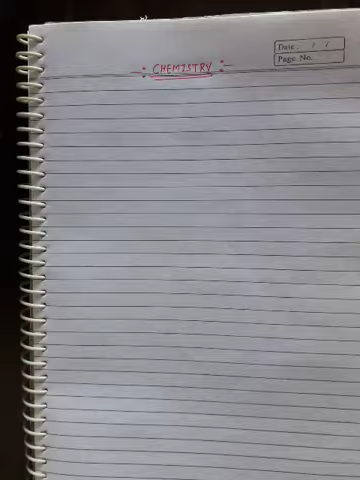 Date: / /
Page No.
-: CHEMISTRY :-